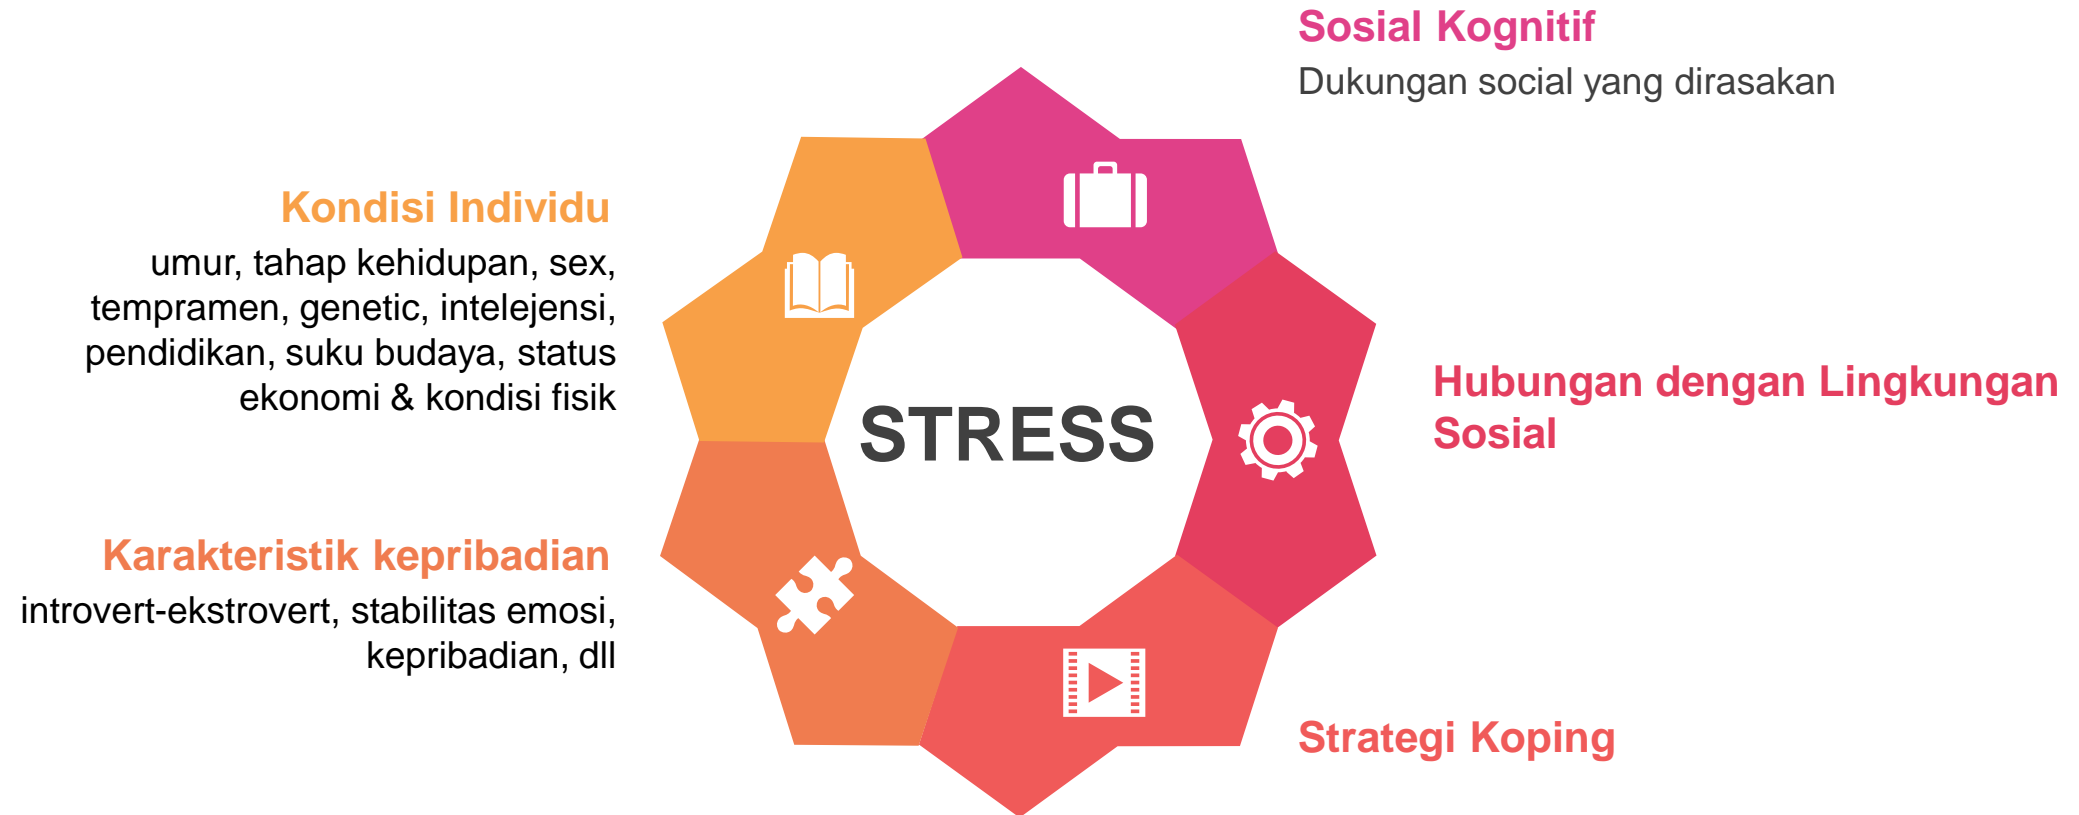 Sosial Kognitif
Dukungan social yang dirasakan
Kondisi Individu
umur, tahap kehidupan, sex,
tempramen, genetic, intelejensi,
pendidikan, suku budaya, status
ekonomi & kondisi fisik
STRESS
Hubungan dengan Lingkungan
Sosial
Karakteristik kepribadian
introvert-ekstrovert, stabilitas emosi,
kepribadian, dll
Strategi Koping